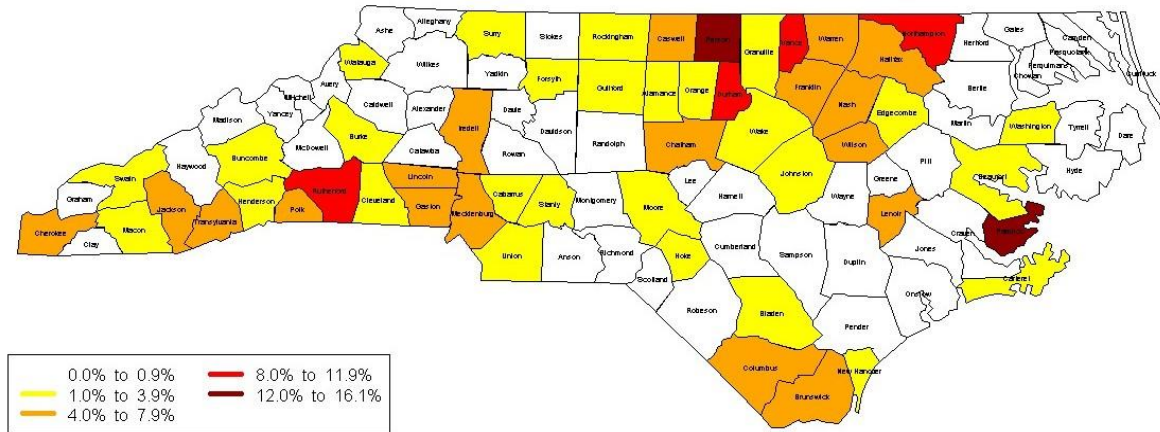 Ashe
Alleghany
Surry
Stokes
Rockingham
Caswell
Person
Granville
Vance
Warren
Northampton
Halifax
Herford
Gates
Camden
Pasquotank
Perquimans
Chowan
Currituck
Watauga
Wilkes
Yadkin
Forsyth
Guilford
Alamance
Orange
Durham
Franklin
Nash
Edgecombe
Bertie
Martin
Washington
Tyrrell
Dare
Avery
Mitchell
Yancey
Madison
Caldwell
Alexander
Iredell
Davie
Davidson
Randolph
Chatham
Wake
Wilson
Pitt
Beaufort
Hyde
Haywood
Buncombe
McDowell
Burke
Catawba
Rowan
Johnston
Greene
Swain
Graham
Jackson
Henderson
Rutherford
Polk
Cleveland
Lincoln
Gaston
Mecklenburg
Cabarrus
Stanly
Montgomery
Moore
Lee
Harnett
Wayne
Lenoir
Craven
Pamlico
Cherokee
Clay
Macon
Transylvania
Union
Anson
Richmond
Hoke
Cumberland
Sampson
Duplin
Jones
Carteret
Scotland
Robeson
Bladen
Pender
Onslow
Columbus
Brunswick
New Hanover
0.0% to 0.9%
1.0% to 3.9%
4.0% to 7.9%
8.0% to 11.9%
12.0% to 16.1%